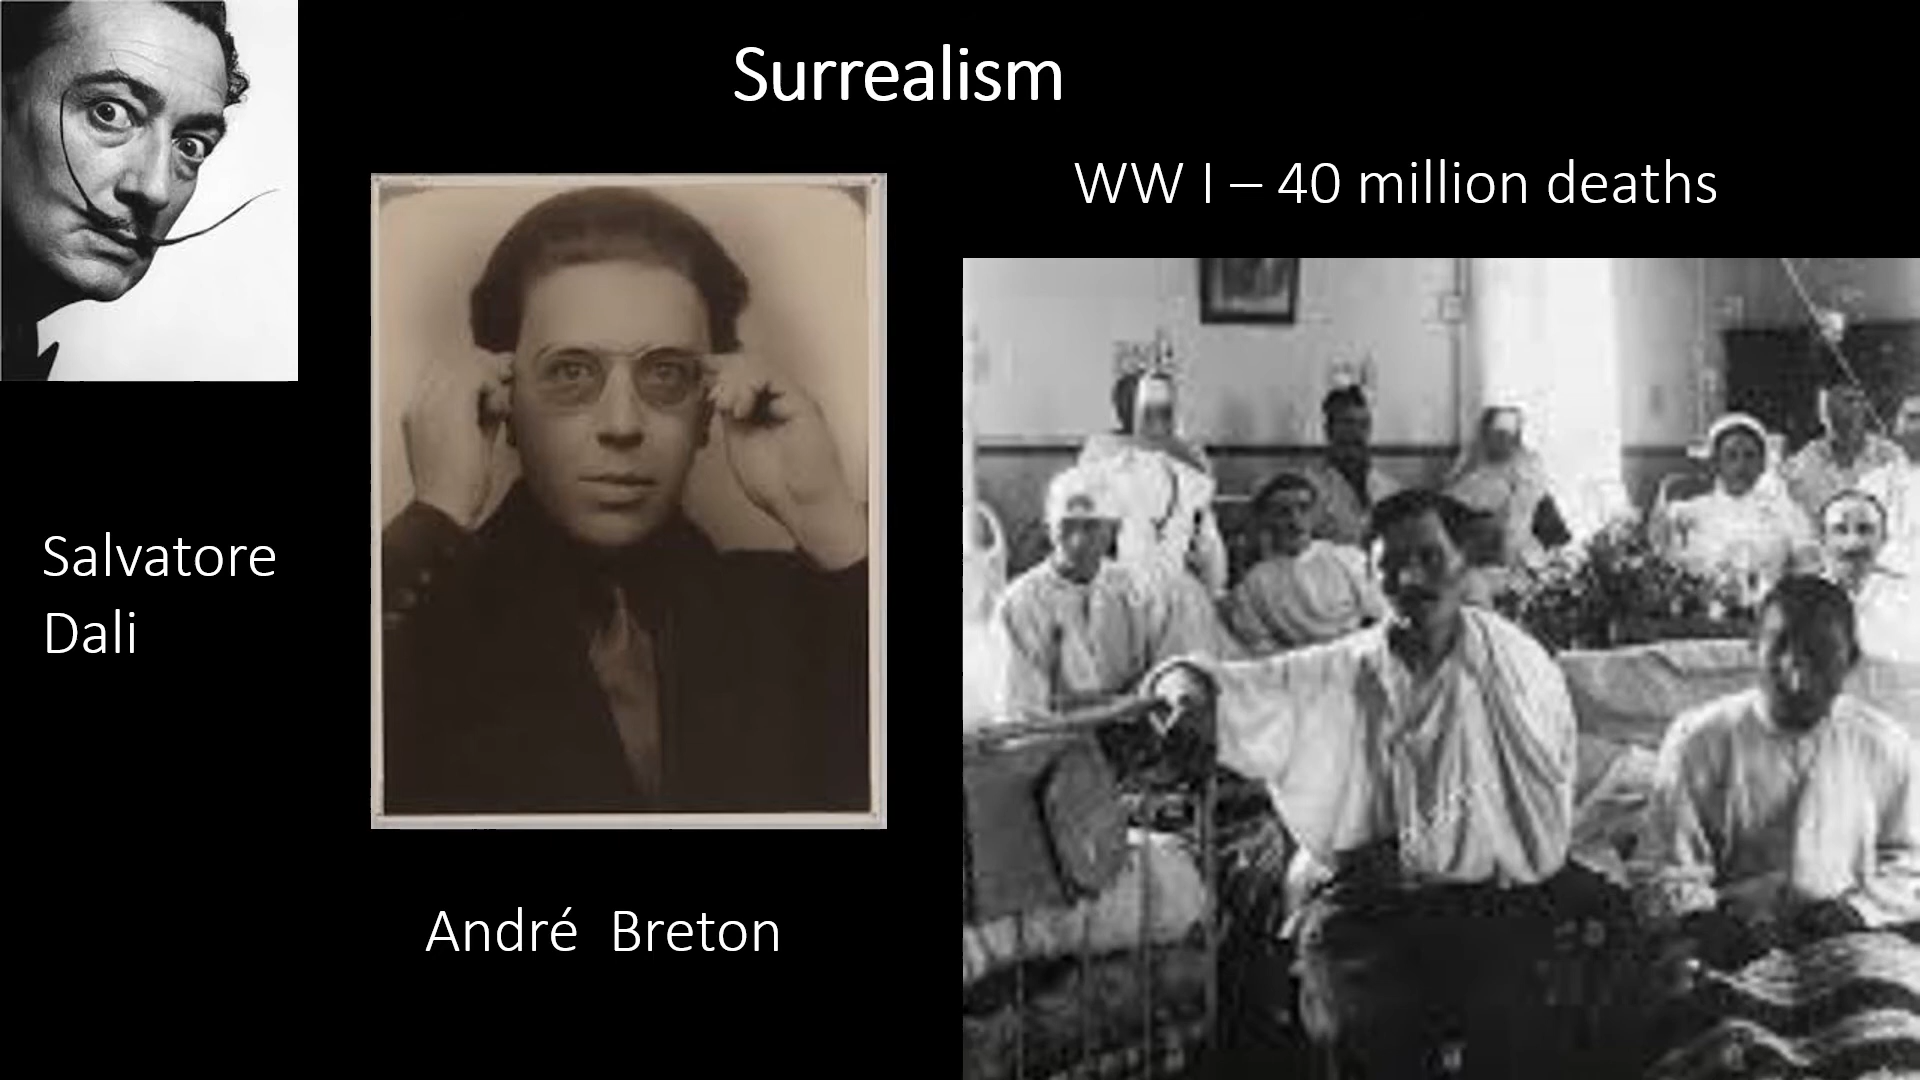 Surrealism
WW I – 40 million deaths
Salvatore
Dali
André  Breton